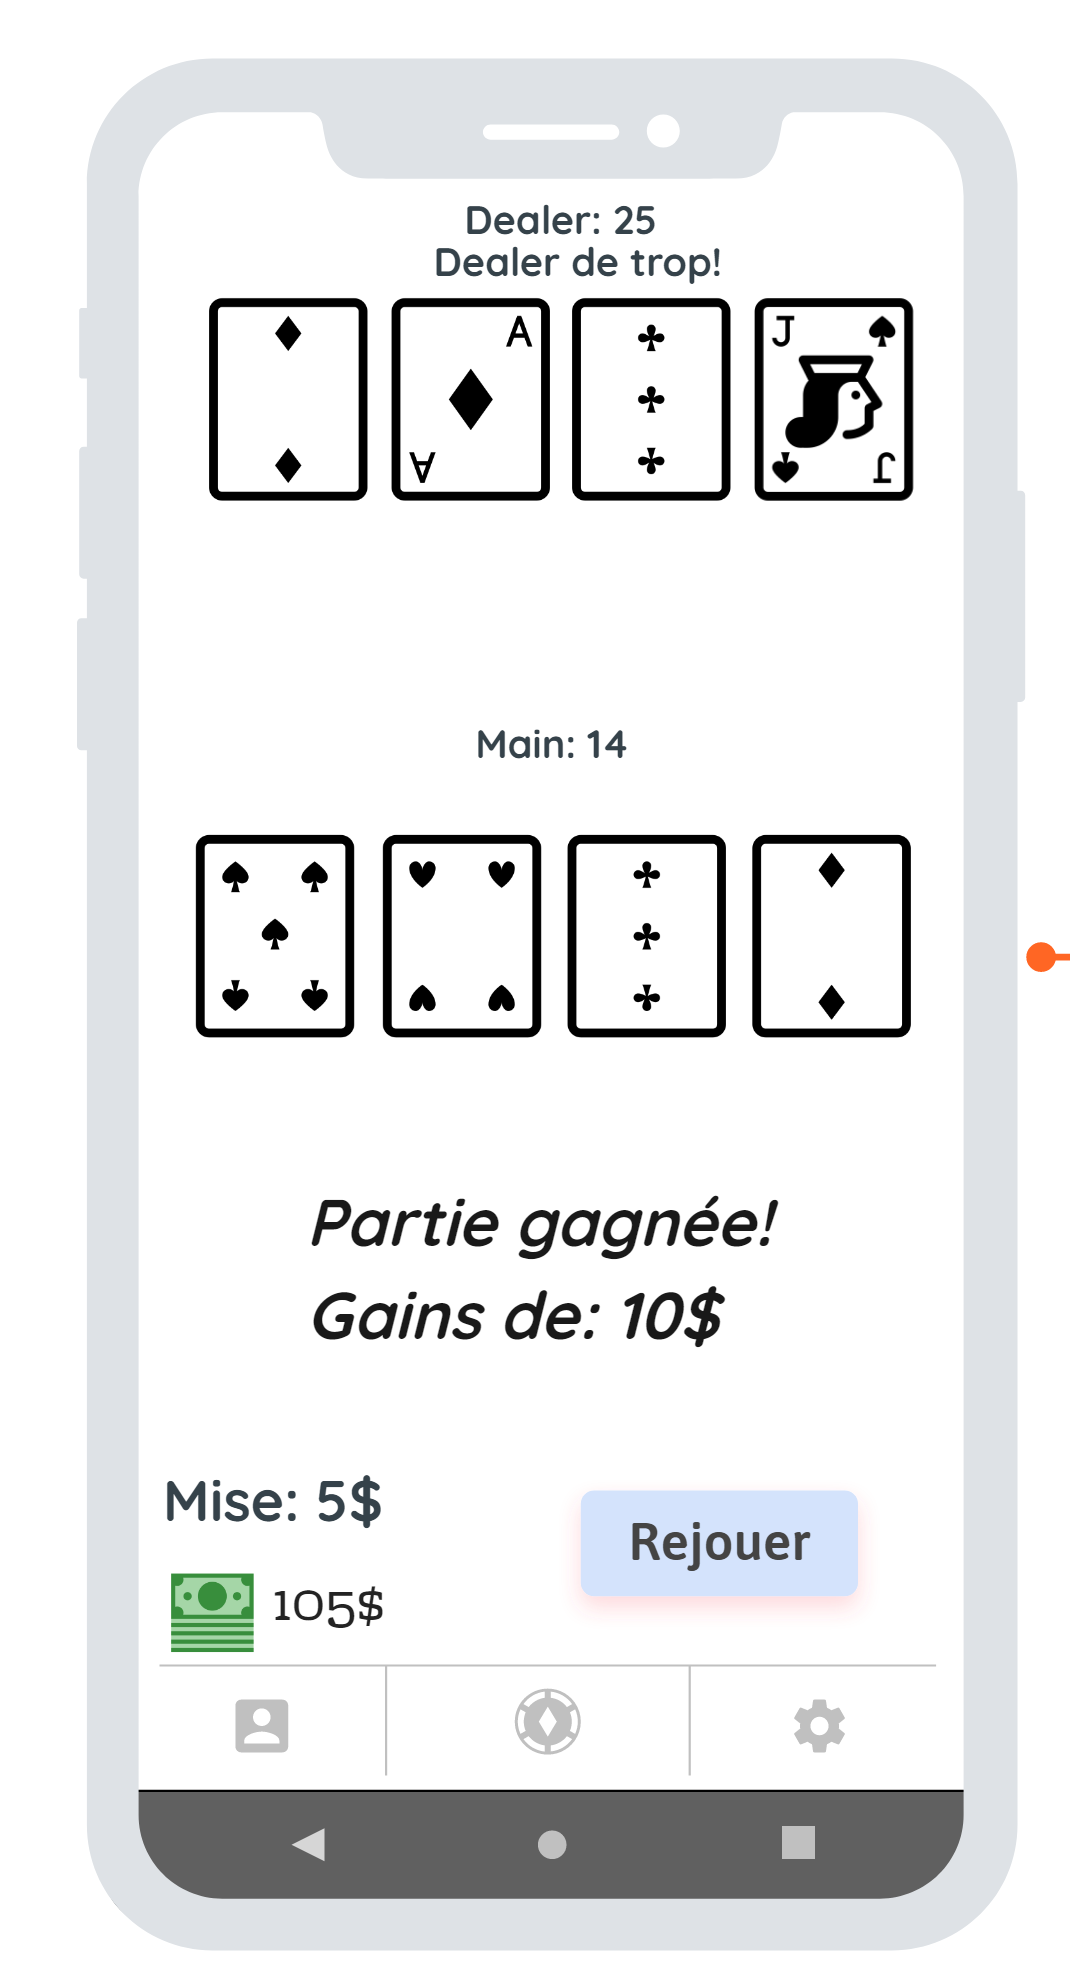 Dealer: 25
Dealer de trop!
A
A
J
J
Main: 14
Partie gagnée!
Gains de: 10$
Mise: 5$
Rejouer
105$